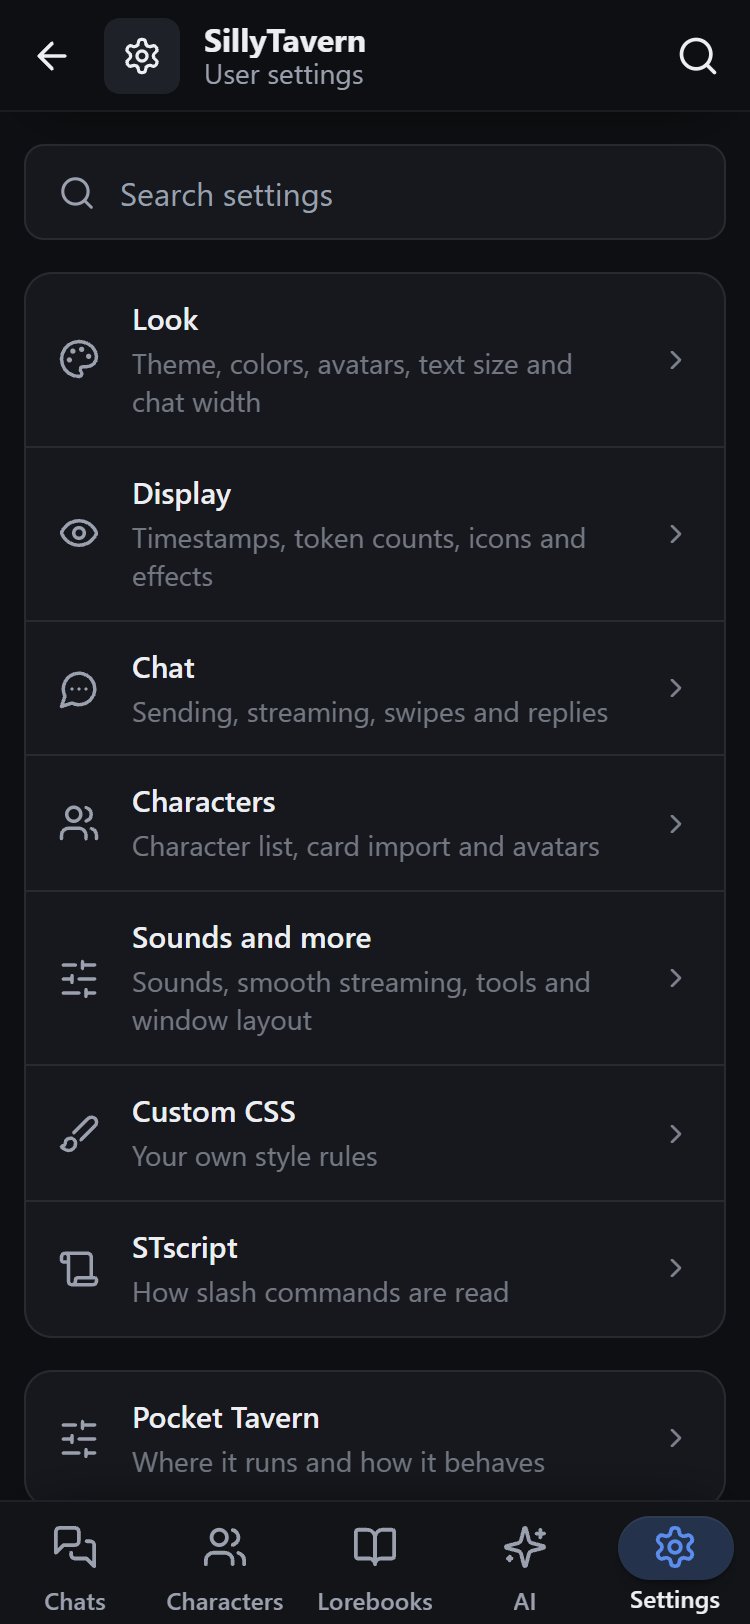 SillyTavern
User settings
Search settings
Look
Theme, colors, avatars, text size and
chat width
Display
Timestamps, token counts, icons and
effects
Chat
Sending, streaming, swipes and replies
Characters
Character list, card import and avatars
Sounds and more
Sounds, smooth streaming, tools and
window layout
Custom CSS
Your own style rules
STscript
How slash commands are read
Pocket Tavern
Where it runs and how it behaves
Chats
Characters
Lorebooks
AI
Settings